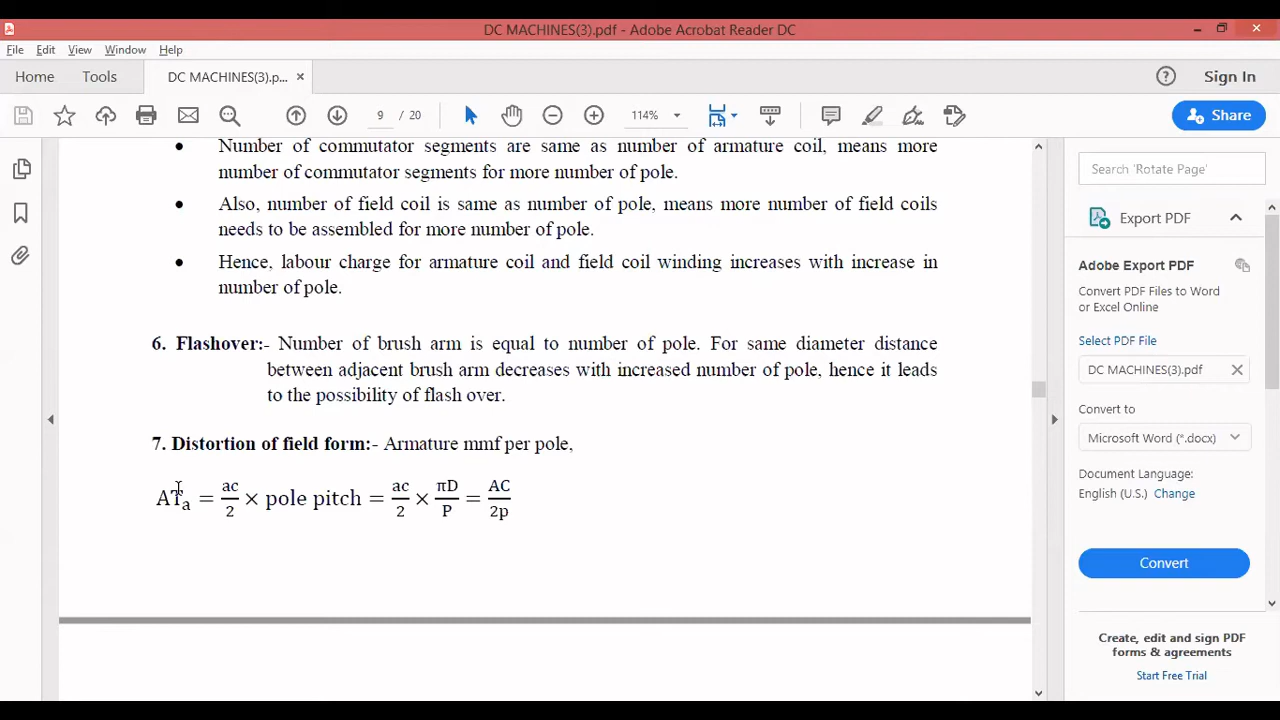 DC MACHINES(3).pdf - Adobe Acrobat Reader DC
File Edit View Window Help
Home Tools DC MACHINES(3).p... × Sign In
9 / 20 114% Share
• Number of commutator segments are same as number of armature coil, means more
number of commutator segments for more number of pole.
• Also, number of field coil is same as number of pole, means more number of field coils
needs to be assembled for more number of pole.
• Hence, labour charge for armature coil and field coil winding increases with increase in
number of pole.
6. Flashover:- Number of brush arm is equal to number of pole. For same diameter distance
between adjacent brush arm decreases with increased number of pole, hence it leads
to the possibility of flash over.
7. Distortion of field form:- Armature mmf per pole,
ATa = ac/2 × pole pitch = ac/2 × πD/P = AC/2p
Search 'Rotate Page'
Export PDF
Adobe Export PDF
Convert PDF Files to Word
or Excel Online
Select PDF File
DC MACHINES(3).pdf
Convert to
Microsoft Word (*.docx)
Document Language:
English (U.S.) Change
Convert
Create, edit and sign PDF
forms & agreements
Start Free Trial